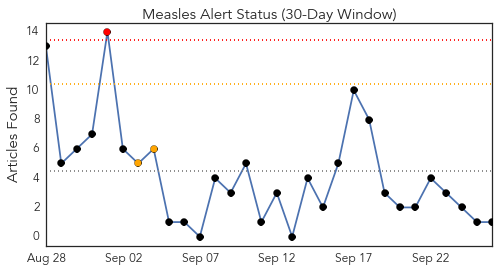 Measles Alert Status (30-Day Window)
Articles Found
14
12
10
8
6
4
2
0
Aug 28 Sep 02 Sep 07 Sep 12 Sep 17 Sep 22